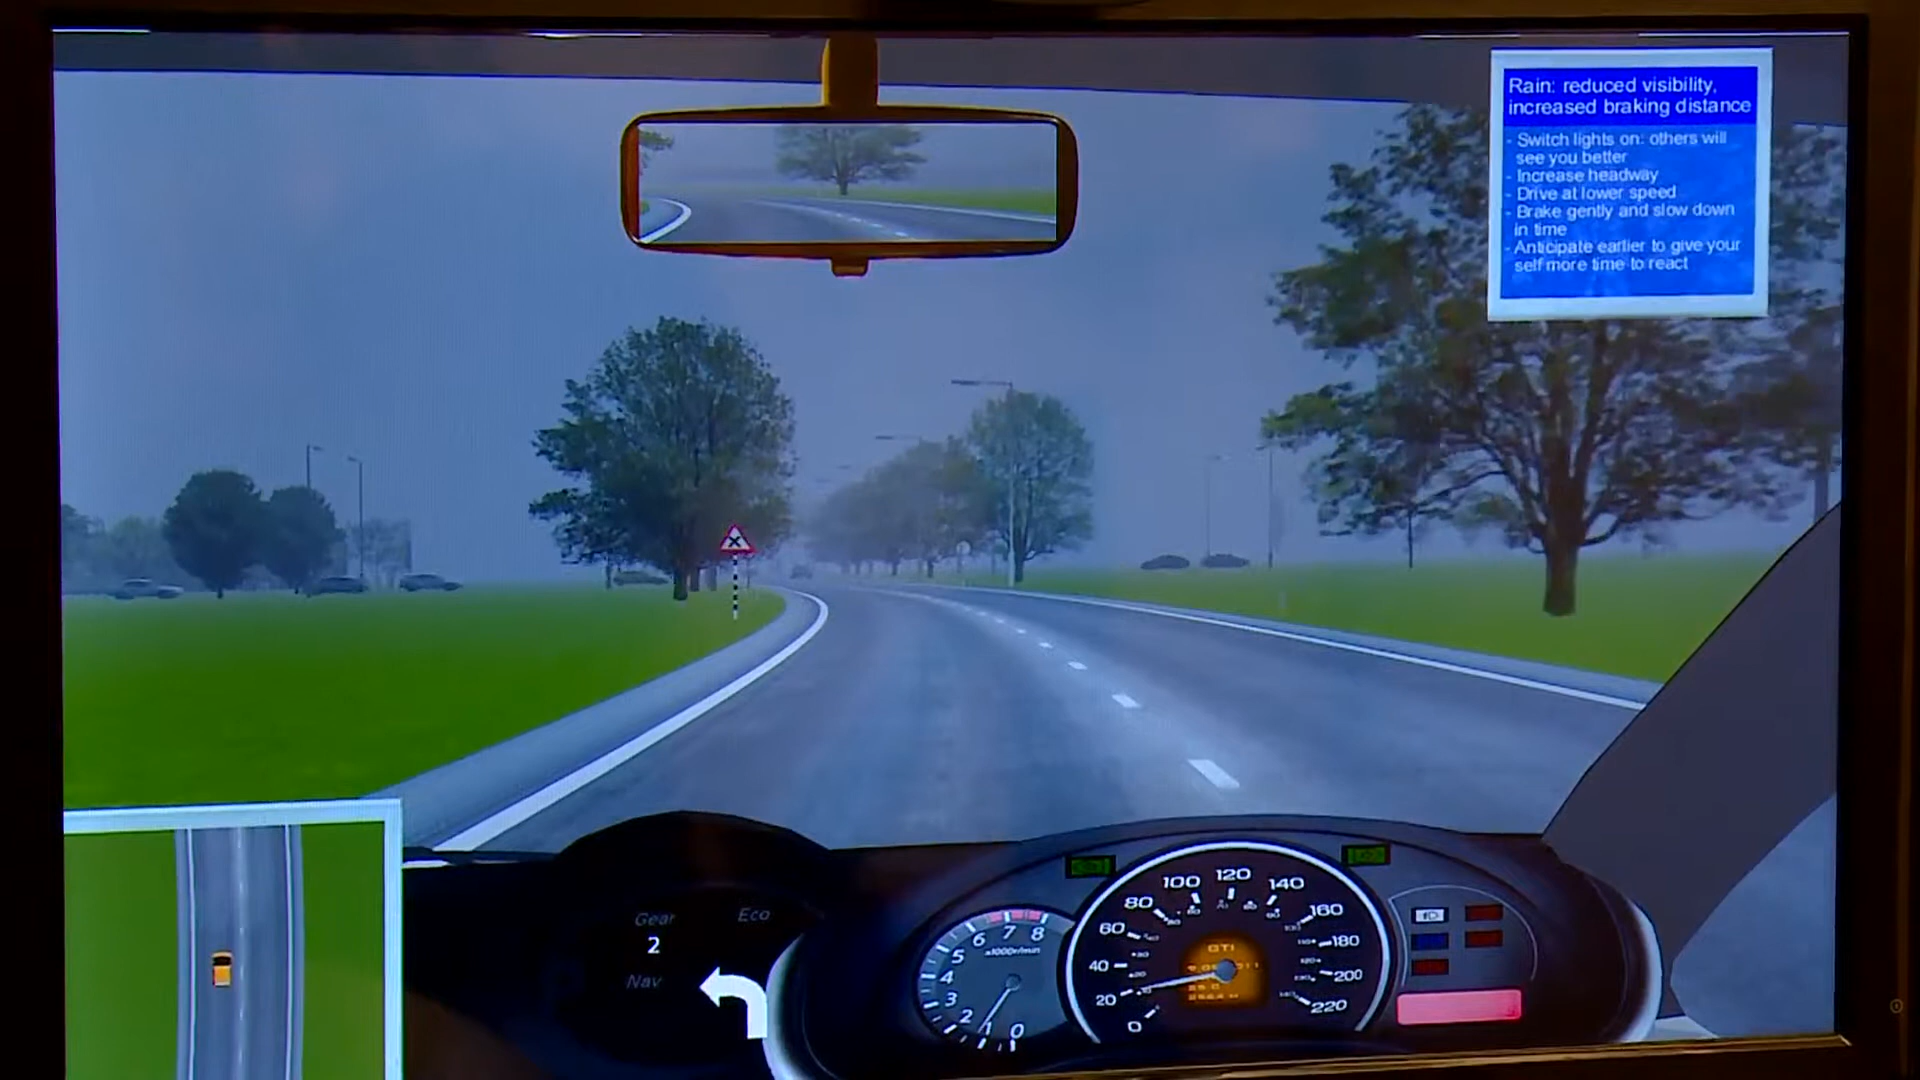 Rain: reduced visibility,
increased braking distance
- Switch lights on: others will
see you better
- Increase headway
- Drive at lower speed
- Brake gently and slow down
in time
- Anticipate earlier to give your
self more time to react
Gear
Eco
2
Nav
0
1
2
3
4
5
6
7
8
x1000r/min
0
20
40
60
80
100
120
140
160
180
200
220
GTI